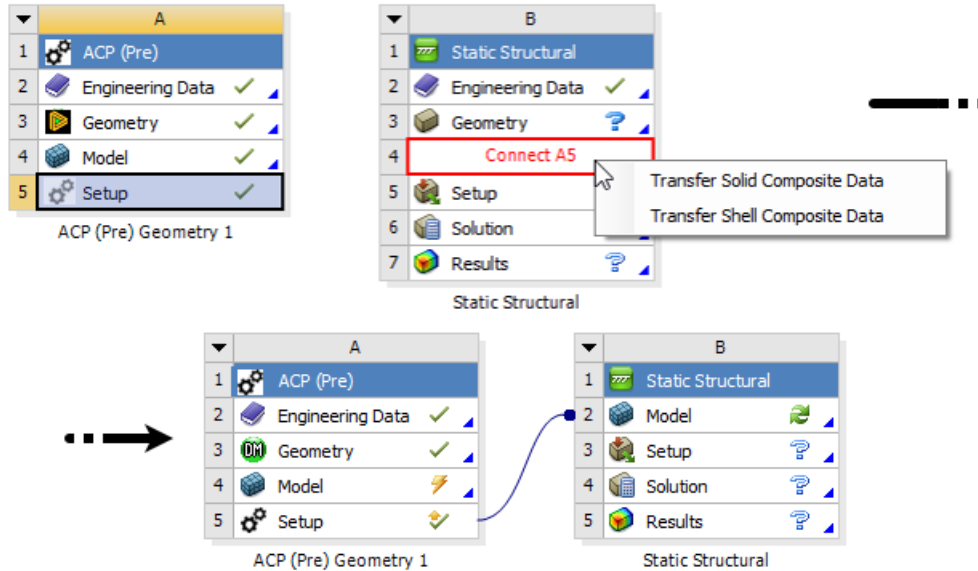 A
1 ACP (Pre)
2 Engineering Data
3 Geometry
4 Model
5 Setup
ACP (Pre) Geometry 1
B
1 Static Structural
2 Engineering Data
3 Geometry
4 Connect A5
5 Setup
6 Solution
7 Results
Static Structural
Transfer Solid Composite Data
Transfer Shell Composite Data
A
1 ACP (Pre)
2 Engineering Data
3 DM Geometry
4 Model
5 Setup
ACP (Pre) Geometry 1
B
1 Static Structural
2 Model
3 Setup
4 Solution
5 Results
Static Structural